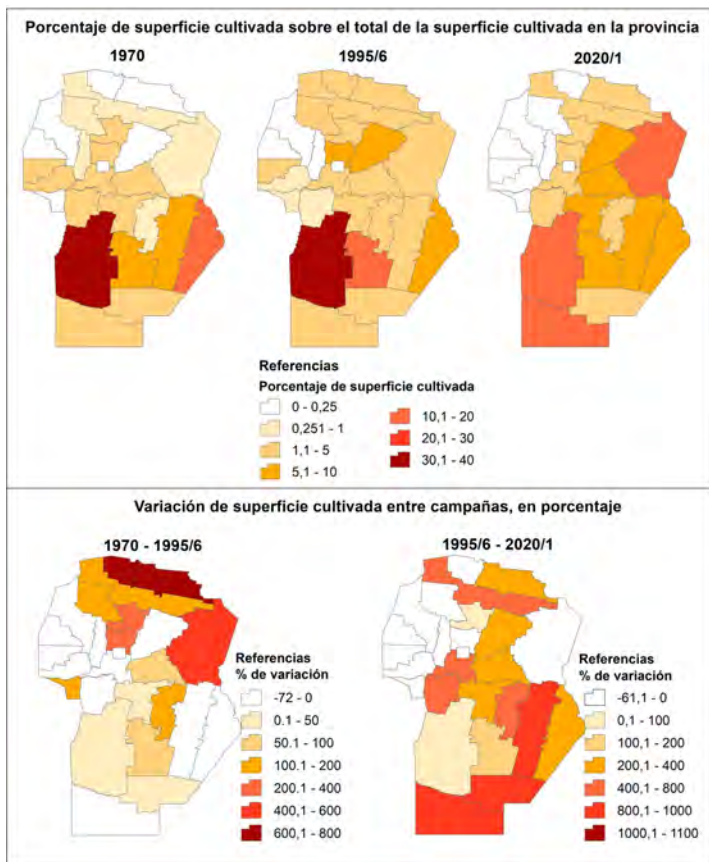 Porcentaje de superficie cultivada sobre el total de la superficie cultivada en la provincia
1970
1995/6
2020/1
Referencias
Porcentaje de superficie cultivada
0 - 0,25
0,251 - 1
1,1 - 5
5,1 - 10
10,1 - 20
20,1 - 30
30,1 - 40
Variación de superficie cultivada entre campañas, en porcentaje
1970 - 1995/6
Referencias
% de variación
-72 - 0
0.1 - 50
50.1 - 100
100.1 - 200
200.1 - 400
400,1 - 600
600,1 - 800
1995/6 - 2020/1
Referencias
% de variación
-61,1 - 0
0,1 - 100
100,1 - 200
200,1 - 400
400,1 - 800
800,1 - 1000
1000,1 - 1100